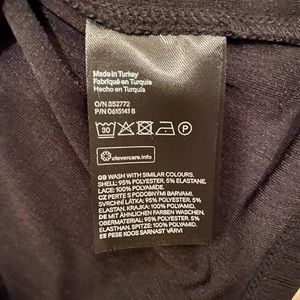 Made in Turkey
Fabriqué en Turquie
Hecho en Turquía
O/N 352772
P/N 0615141 8
30
P
clevercare.info
GB WASH WITH SIMILAR COLOURS.
SHELL: 95% POLYESTER, 5% ELASTANE.
LACE: 100% POLYAMIDE.
CZ PERTE S PODOBNÝMI BARVAMI.
SVRCHNÍ LÁTKA: 95% POLYESTER, 5%
ELASTAN. KRAJKA: 100% POLYAMID.
DE MIT ÄHNLICHEN FARBEN WASCHEN.
OBERMATERIAL: 95% POLYESTER, 5%
ELASTHAN. SPITZE: 100% POLYAMID.
EE PESE KOOS SARNAST VÄRVI